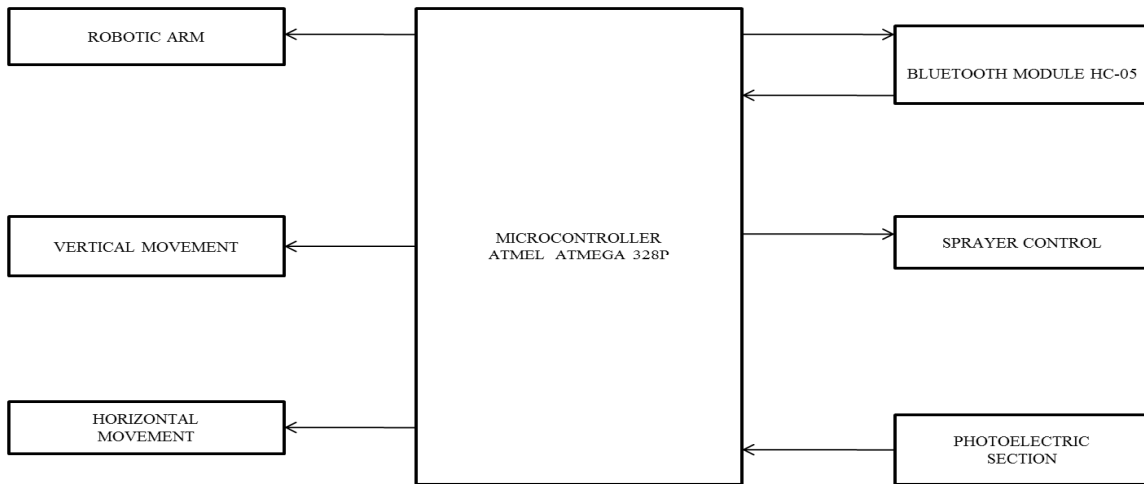 ROBOTIC ARM
BLUETOOTH MODULE HC-05
VERTICAL MOVEMENT
MICROCONTROLLER
ATMEL ATMEGA 328P
SPRAYER CONTROL
HORIZONTAL
MOVEMENT
PHOTOELECTRIC
SECTION